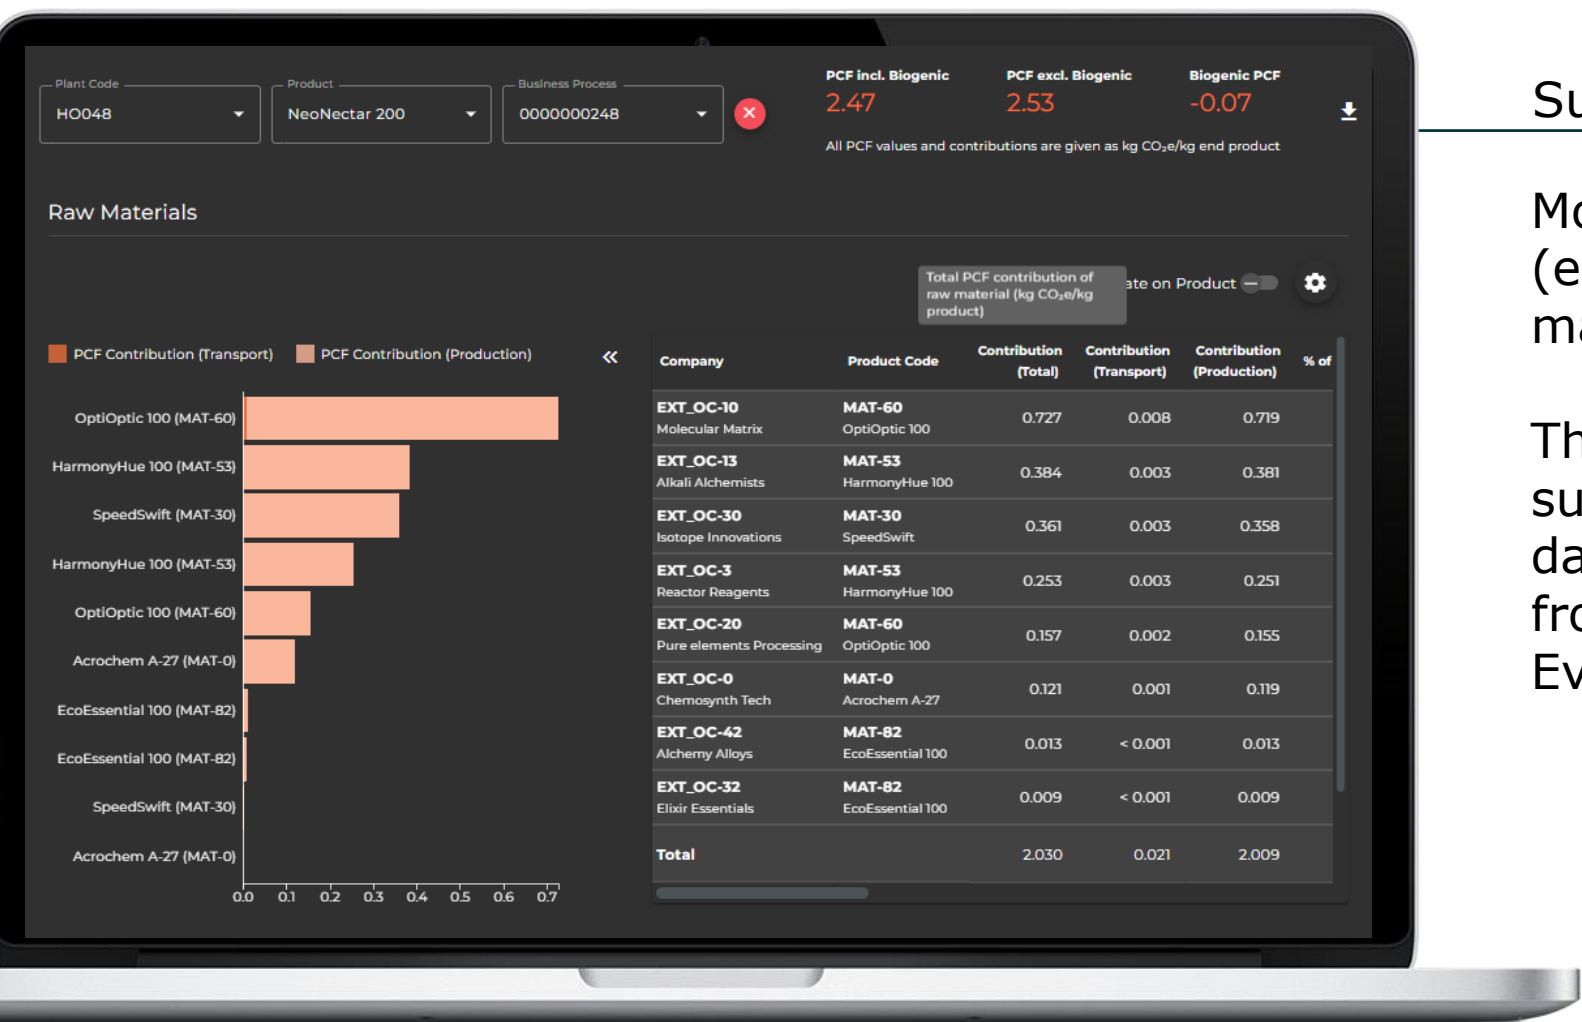 Plant Code
HO048
Product
NeoNectar 200
Business Process
0000000248
PCF incl. Biogenic
2.47
PCF excl. Biogenic
2.53
Biogenic PCF
-0.07
All PCF values and contributions are given as kg CO₂e/kg end product
Raw Materials
Total PCF contribution of
raw material (kg CO₂e/kg
product)
ate on Product
PCF Contribution (Transport)
PCF Contribution (Production)
OptiOptic 100 (MAT-60)
HarmonyHue 100 (MAT-53)
SpeedSwift (MAT-30)
HarmonyHue 100 (MAT-53)
OptiOptic 100 (MAT-60)
Acrochem A-27 (MAT-0)
EcoEssential 100 (MAT-82)
EcoEssential 100 (MAT-82)
SpeedSwift (MAT-30)
Acrochem A-27 (MAT-0)
0.0 0.1 0.2 0.3 0.4 0.5 0.6 0.7
Company Product Code Contribution (Total) Contribution (Transport) Contribution (Production) % of
EXT_OC-10 MAT-60
Molecular Matrix OptiOptic 100 0.727 0.008 0.719
EXT_OC-13 MAT-53
Alkali Alchemists HarmonyHue 100 0.384 0.003 0.381
EXT_OC-30 MAT-30
Isotope Innovations SpeedSwift 0.361 0.003 0.358
EXT_OC-3 MAT-53
Reactor Reagents HarmonyHue 100 0.253 0.003 0.251
EXT_OC-20 MAT-60
Pure elements Processing OptiOptic 100 0.157 0.002 0.155
EXT_OC-0 MAT-0
Chemosynth Tech Acrochem A-27 0.121 0.001 0.119
EXT_OC-42 MAT-82
Alchemy Alloys EcoEssential 100 0.013 < 0.001 0.013
EXT_OC-32 MAT-82
Elixir Essentials EcoEssential 100 0.009 < 0.001 0.009
Total 2.030 0.021 2.009
Su
Mo
(e
ma
Th
su
da
fro
Ev